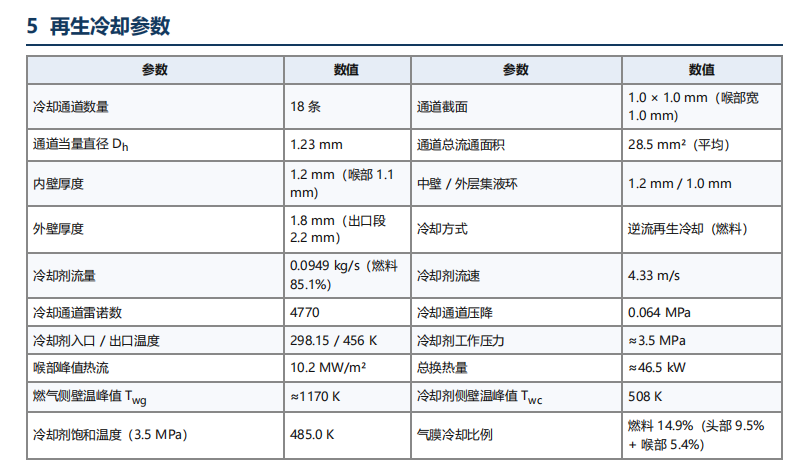 5 再生冷却参数
参数 数值 参数 数值
冷却通道数量 18 条 通道截面 1.0 × 1.0 mm（喉部宽
1.0 mm）
通道当量直径 Dh 1.23 mm 通道总流通面积 28.5 mm²（平均）
内壁厚度 1.2 mm（喉部 1.1
mm） 中壁 / 外层集液环 1.2 mm / 1.0 mm
外壁厚度 1.8 mm（出口段
2.2 mm） 冷却方式 逆流再生冷却（燃料）
冷却剂流量 0.0949 kg/s（燃料
85.1%） 冷却剂流速 4.33 m/s
冷却通道雷诺数 4770 冷却通道压降 0.064 MPa
冷却剂入口 / 出口温度 298.15 / 456 K 冷却剂工作压力 ≈3.5 MPa
喉部峰值热流 10.2 MW/m² 总换热量 ≈46.5 kW
燃气侧壁温峰值 Twg ≈1170 K 冷却剂侧壁温峰值 Twc 508 K
冷却剂饱和温度（3.5 MPa） 485.0 K 气膜冷却比例 燃料 14.9%（头部 9.5%
+ 喉部 5.4%）